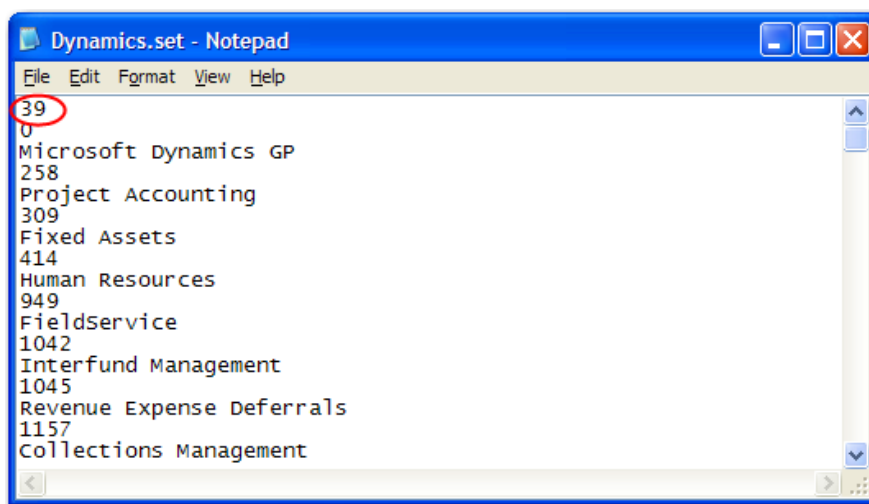 Dynamics.set - Notepad
File Edit Format View Help
39
0
Microsoft Dynamics GP
258
Project Accounting
309
Fixed Assets
414
Human Resources
949
FieldService
1042
Interfund Management
1045
Revenue Expense Deferrals
1157
Collections Management